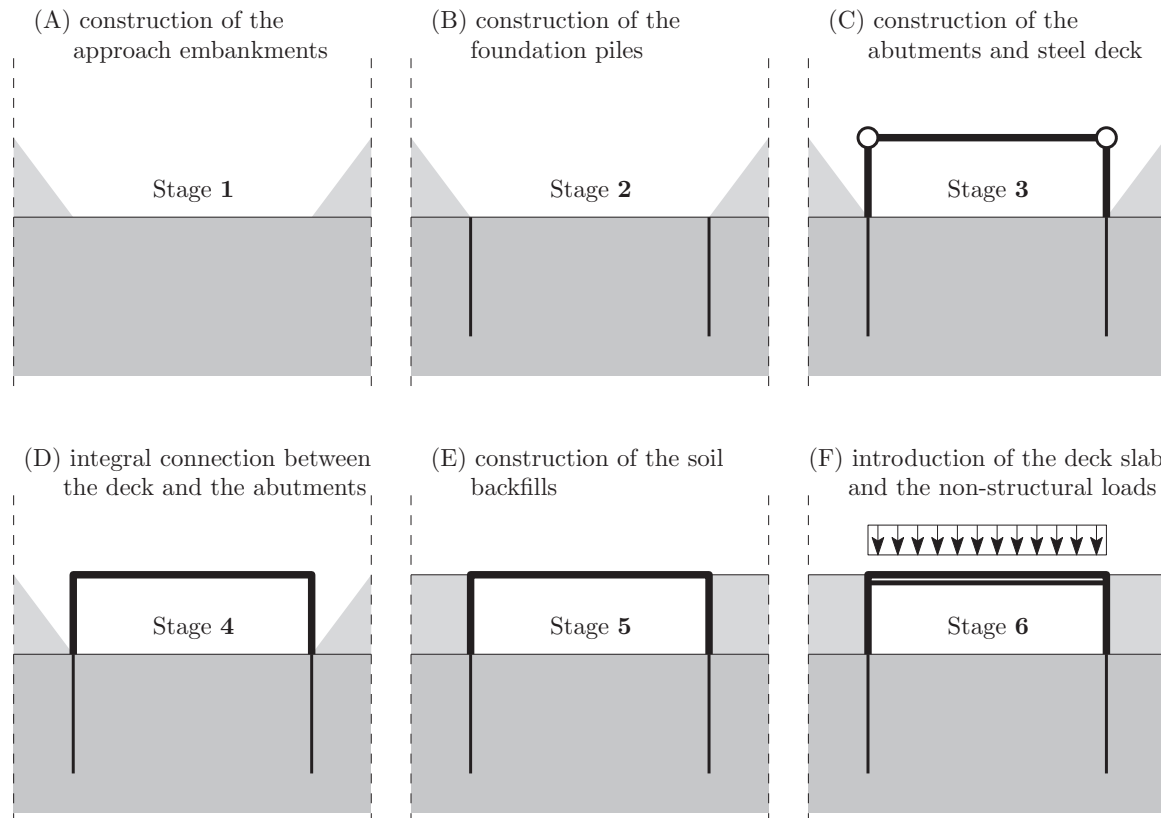 (A) construction of the
approach embankments
Stage 1
(B) construction of the
foundation piles
Stage 2
(C) construction of the
abutments and steel deck
Stage 3
(D) integral connection between
the deck and the abutments
Stage 4
(E) construction of the soil
backfills
Stage 5
(F) introduction of the deck slab
and the non-structural loads
Stage 6